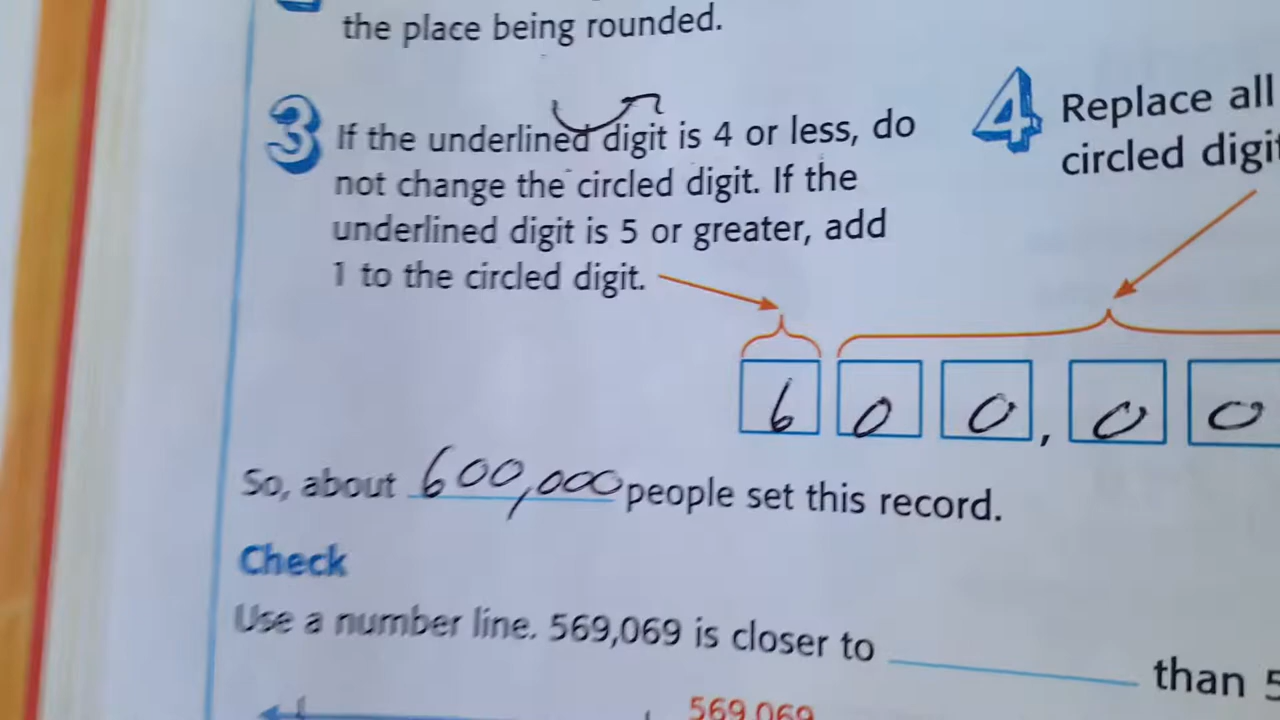 the place being rounded.
3 If the underlined digit is 4 or less, do
not change the circled digit. If the
underlined digit is 5 or greater, add
1 to the circled digit.
4 Replace all
circled
6 0 0 , 0 0
So, about 600,000 people set this record.
Check
Use a number line. 569,069 is closer to ________ than
569,069